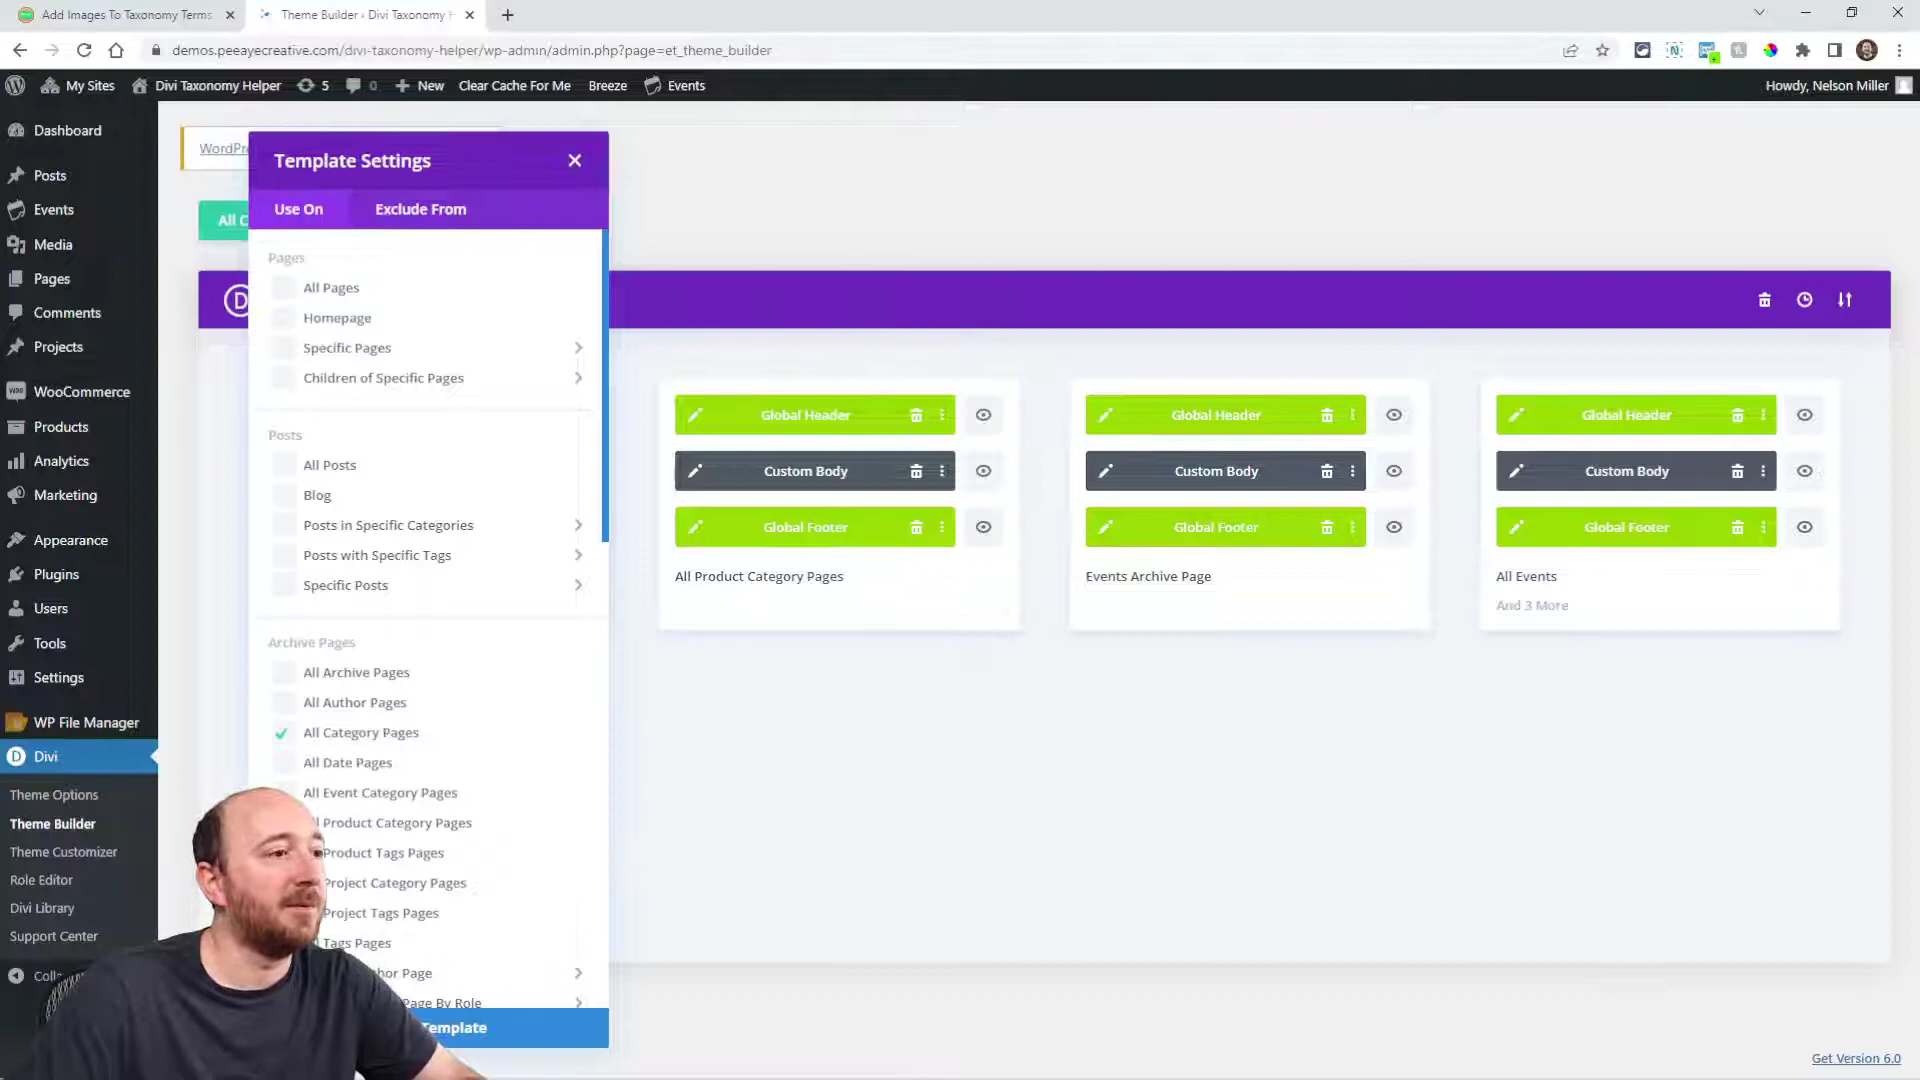 Add Images To Taxonomy Terms
Theme Builder ‹ Divi Taxonomy H
demos.peeayecreative.com/divi-taxonomy-helper/wp-admin/admin.php?page=et_theme_builder
My Sites
Divi Taxonomy Helper
5
0
New
Clear Cache For Me
Breeze
Events
Howdy, Nelson Miller
Dashboard
Posts
Events
Media
Pages
Comments
Projects
WooCommerce
Products
Analytics
Marketing
Appearance
Plugins
Users
Tools
Settings
WP File Manager
Divi
Theme Options
Theme Builder
Theme Customizer
Role Editor
Divi Library
Support Center
Coll
WordPr
All C
Template Settings
Use On
Exclude From
Pages
All Pages
Homepage
Specific Pages
Children of Specific Pages
Posts
All Posts
Blog
Posts in Specific Categories
Posts with Specific Tags
Specific Posts
Archive Pages
All Archive Pages
All Author Pages
All Category Pages
All Date Pages
All Event Category Pages
Product Category Pages
Product Tags Pages
Project Category Pages
Project Tags Pages
Tags Pages
hor Page
Page By Role
Template
Global Header
Custom Body
Global Footer
All Product Category Pages
Global Header
Custom Body
Global Footer
Events Archive Page
Global Header
Custom Body
Global Footer
All Events
And 3 More
Get Version 6.0